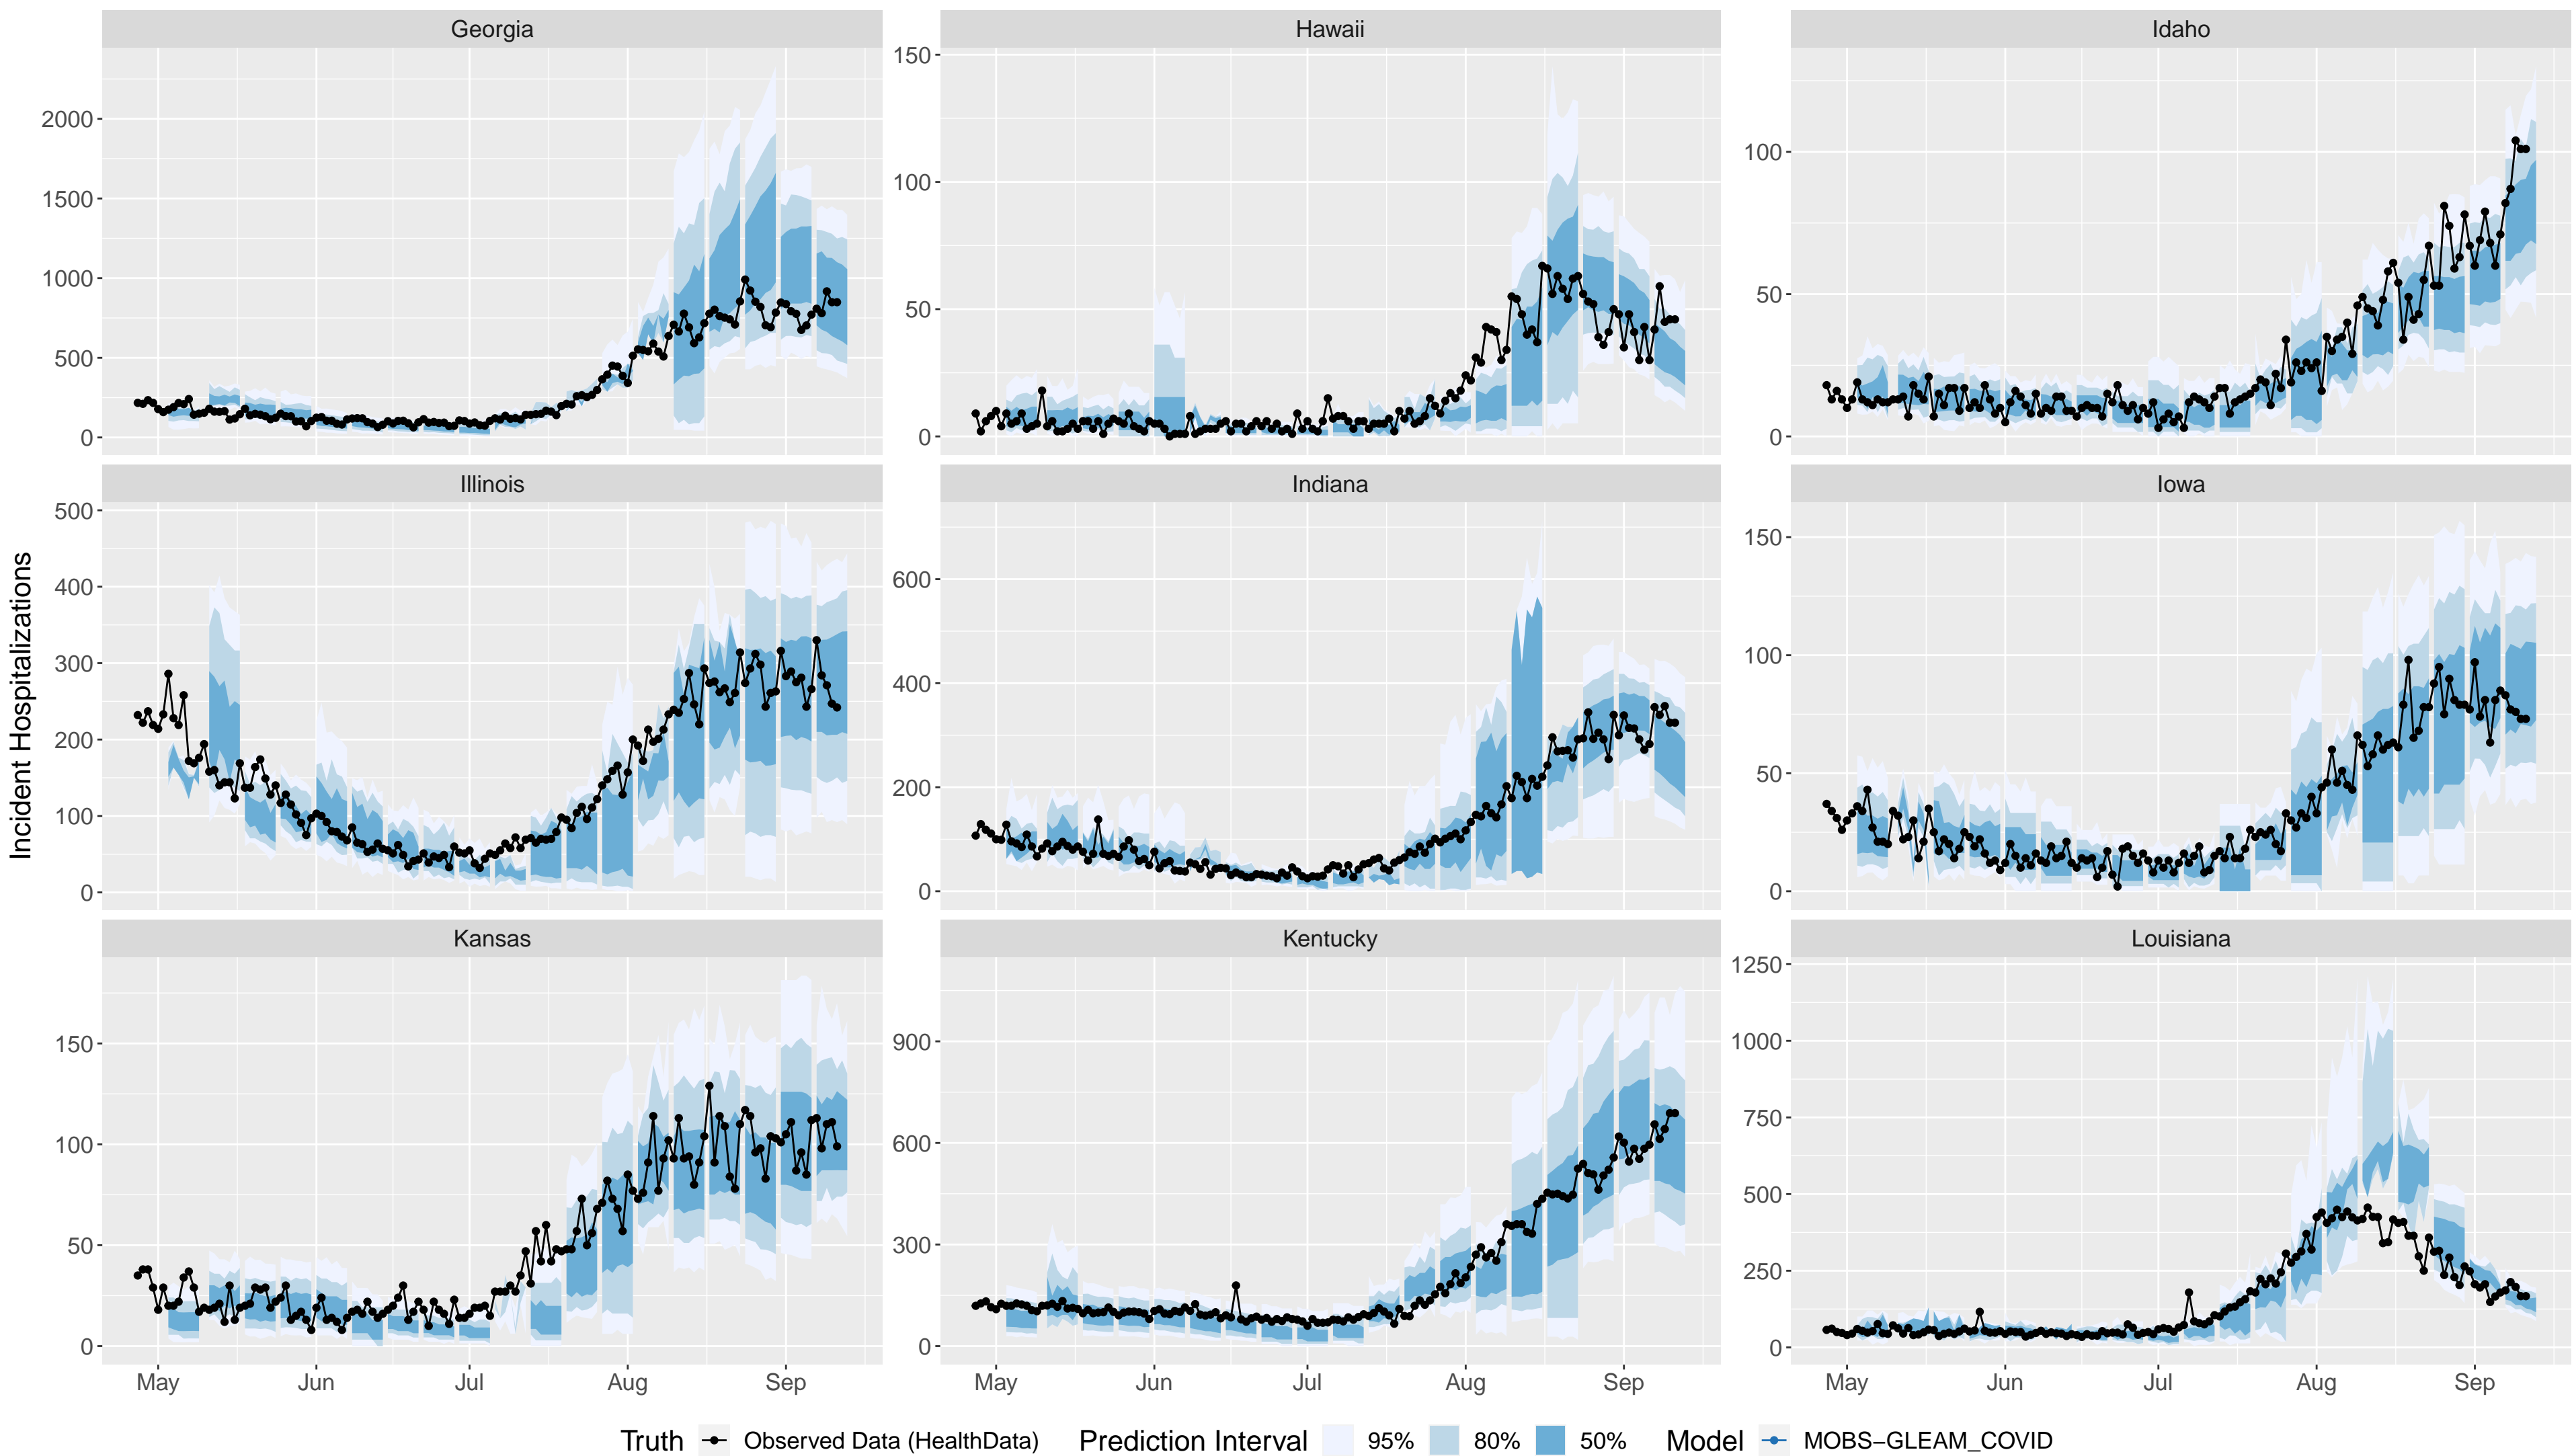 Georgia
Hawaii
Idaho
2000
1500
1000
500
0
150
100
50
0
100
50
0
Illinois
Indiana
Iowa
Incident Hospitalizations
500
400
300
200
100
0
600
400
200
0
150
100
50
0
Kansas
Kentucky
Louisiana
150
100
50
0
900
600
300
0
1250
1000
750
500
250
0
May Jun Jul Aug Sep
May Jun Jul Aug Sep
May Jun Jul Aug Sep
Truth Observed Data (HealthData) Prediction Interval 95% 80% 50% Model MOBS−GLEAM_COVID